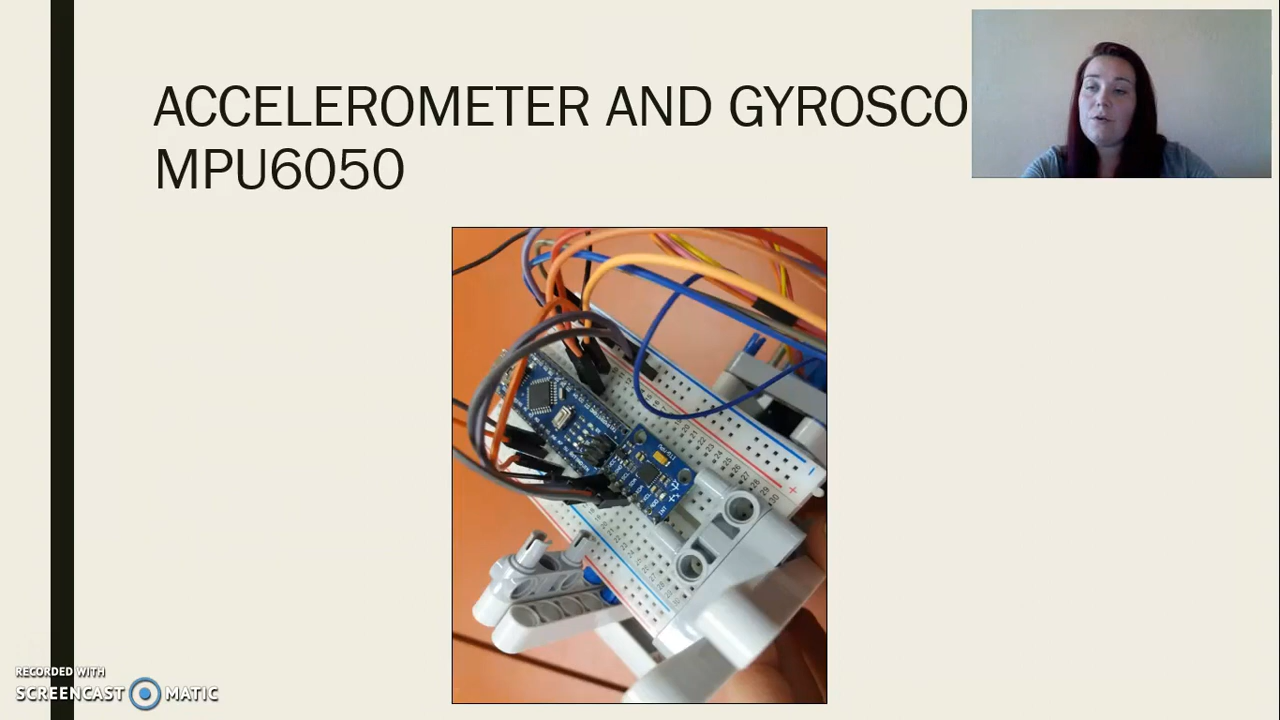 ACCELEROMETER AND GYROSCO
MPU6050
RECORDED WITH
SCREENCAST MATIC